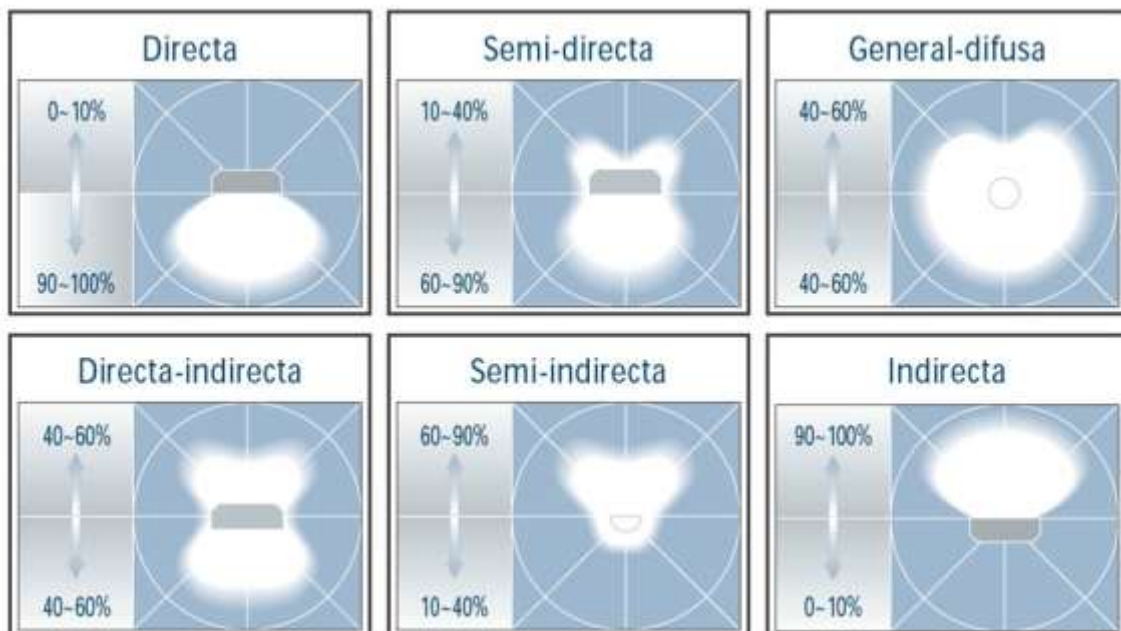 Directa
0~10%
90~100%
Semi-directa
10~40%
60~90%
General-difusa
40~60%
40~60%
Directa-indirecta
40~60%
40~60%
Semi-indirecta
60~90%
10~40%
Indirecta
90~100%
0~10%